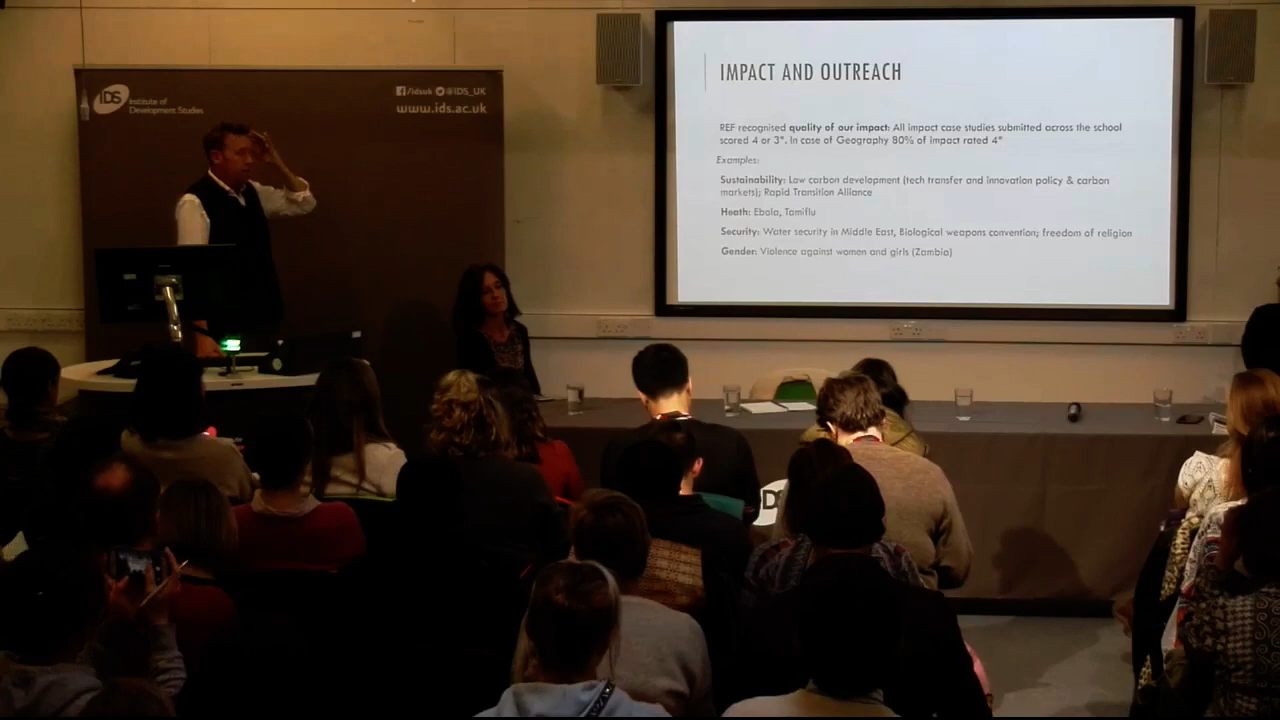 IDS
Institute of
Development Studies
/idsuk @IDS_UK
www.ids.ac.uk
IMPACT AND OUTREACH
REF recognised quality of our impact: All impact case studies submitted across the school
scored 4 or 3*. In case of Geography 80% of impact rated 4*
Examples:
Sustainability: Low carbon development (tech transfer and innovation policy & carbon
markets); Rapid Transition Alliance
Heath: Ebola, Tamiflu
Security: Water security in Middle East, Biological weapons convention; freedom of religion
Gender: Violence against women and girls (Zambia)